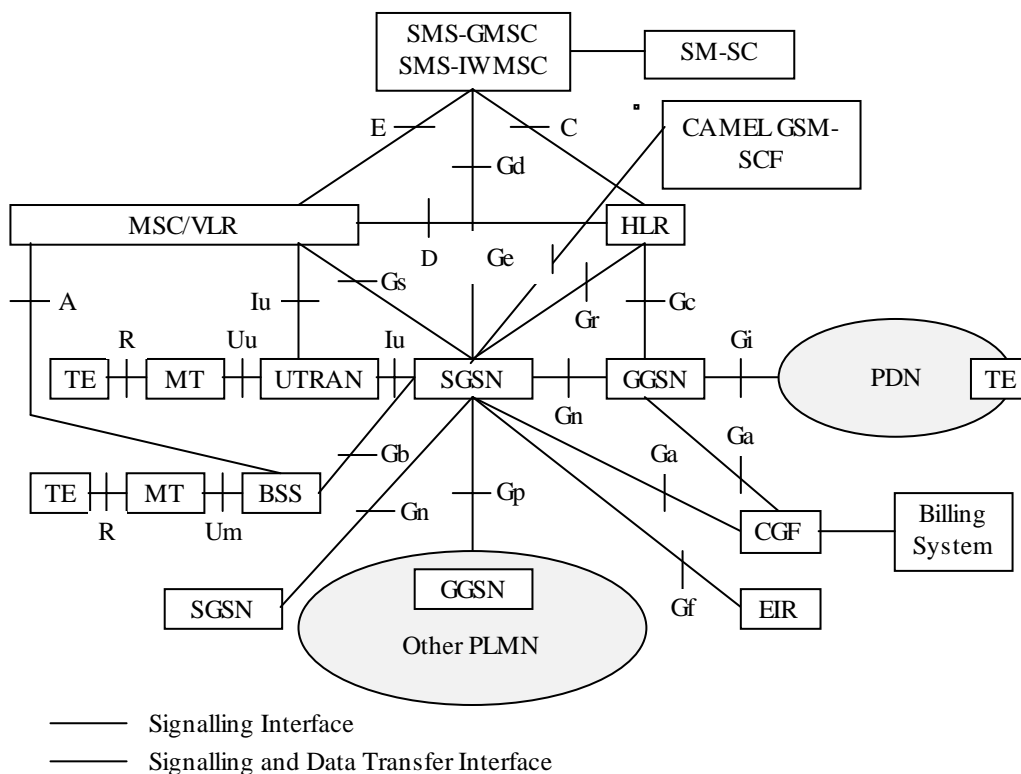 SMS-GMSC
SMS-IWMSC
SM-SC
E
C
CAMEL GSM-
SCF
Gd
MSC/VLR
HLR
D
Ge
A
Iu
Gs
Gr
Gc
R
Uu
Iu
Gi
TE
MT
UTRAN
SGSN
GGSN
PDN
TE
Gn
Gb
Ga
Ga
TE
MT
BSS
Gp
R
Um
Gn
CGF
Billing
System
SGSN
GGSN
Gf
EIR
Other PLMN
Signalling Interface
Signalling and Data Transfer Interface